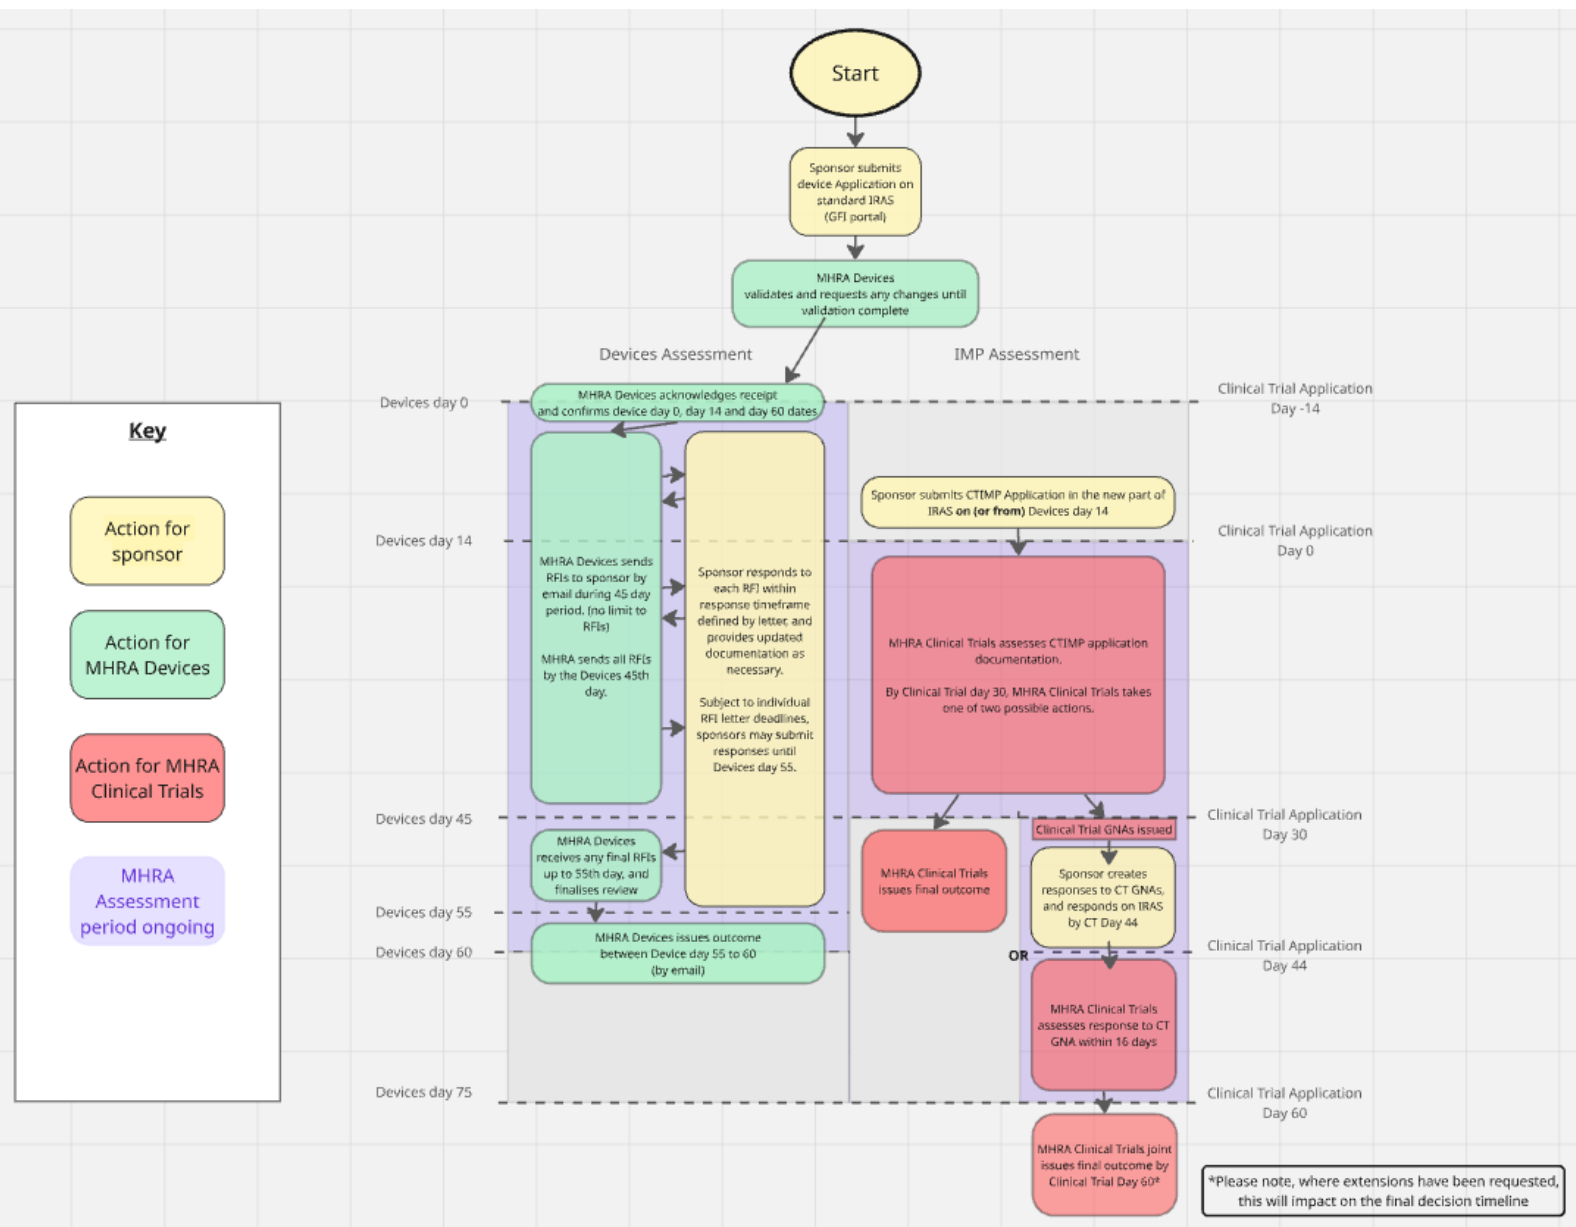 Start
Sponsor submits
device Application on
standard IRAS
(GFI portal)
MHRA Devices
validates and requests any changes until
validation complete
Devices Assessment
IMP Assessment
Devices day 0
MHRA Devices acknowledges receipt
and confirms device day 0, day 14 and day 60 dates
Clinical Trial Application
Day -14
Key
Action for
sponsor
Action for
MHRA Devices
Action for MHRA
Clinical Trials
MHRA
Assessment
period ongoing
Sponsor submits CTIMP Application in the new part of
IRAS on (or from) Devices day 14
Devices day 14
Clinical Trial Application
Day 0
MHRA Devices sends
RFIs to sponsor by
email during 45 day
period. (no limit to
RFIs)
MHRA sends all RFIs
by the Devices 45th
day.
Sponsor responds to
each RFI within
response timeframe
defined by letter, and
provides updated
documentation as
necessary.
Subject to individual
RFI letter deadlines,
sponsors may submit
responses until
Devices day 55.
MHRA Clinical Trials assesses CTIMP application
documentation.
By Clinical Trial day 30, MHRA Clinical Trials takes
one of two possible actions.
Devices day 45
Clinical Trial Application
Day 30
MHRA Devices
receives any final RFIs
up to 55th day, and
finalises review
MHRA Clinical Trials
issues final outcome
Clinical Trial GNAs issued
Sponsor creates
responses to CT GNAs,
and responds on IRAS
by CT Day 44
Devices day 55
Devices day 60
MHRA Devices issues outcome
between Device day 55 to 60
(by email)
OR
Clinical Trial Application
Day 44
MHRA Clinical Trials
assesses response to CT
GNA within 16 days
Devices day 75
Clinical Trial Application
Day 60
MHRA Clinical Trials joint
issues final outcome by
Clinical Trial Day 60*
*Please note, where extensions have been requested,
this will impact on the final decision timeline